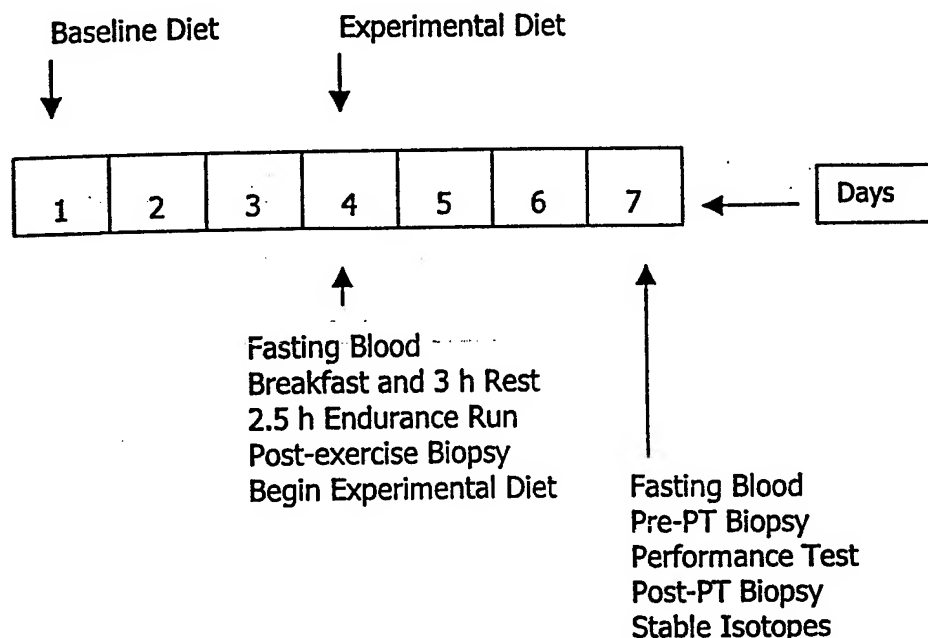 Baseline Diet
Experimental Diet
1 2 3 4 5 6 7
Days
Fasting Blood
Breakfast and 3 h Rest
2.5 h Endurance Run
Post-exercise Biopsy
Begin Experimental Diet
Fasting Blood
Pre-PT Biopsy
Performance Test
Post-PT Biopsy
Stable Isotopes